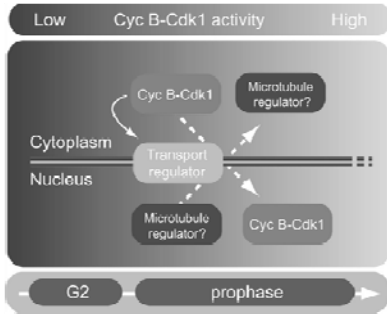 Low Cyc B-Cdk1 activity High
Cyc B-Cdk1
Microtubule
regulator?
Cytoplasm
Transport
regulator
Nucleus
Microtubule
regulator?
Cyc B-Cdk1
G2 prophase